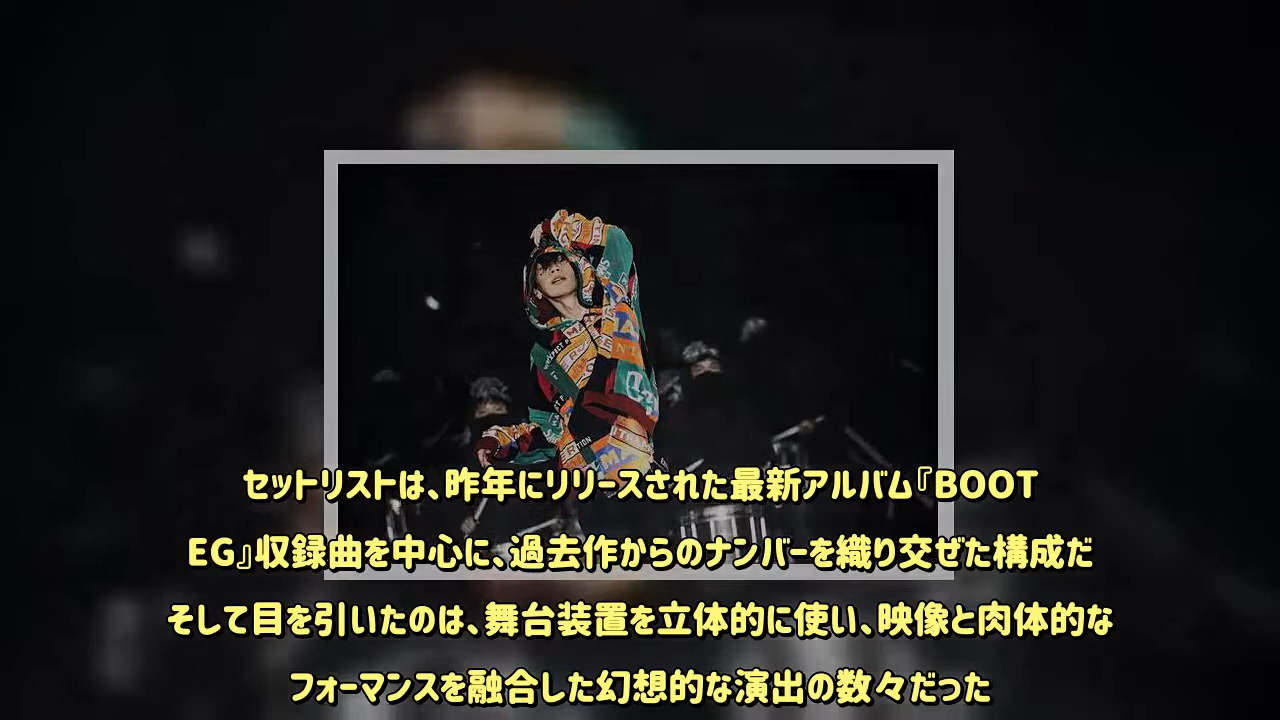 セットリストは、昨年にリリースされた最新アルバム『BOOT
EG』収録曲を中心に、過去作からのナンバーを織り交ぜた構成だ
そして目を引いたのは、舞台装置を立体的に使い、映像と肉体的な
フォーマンスを融合した幻想的な演出の数々だった